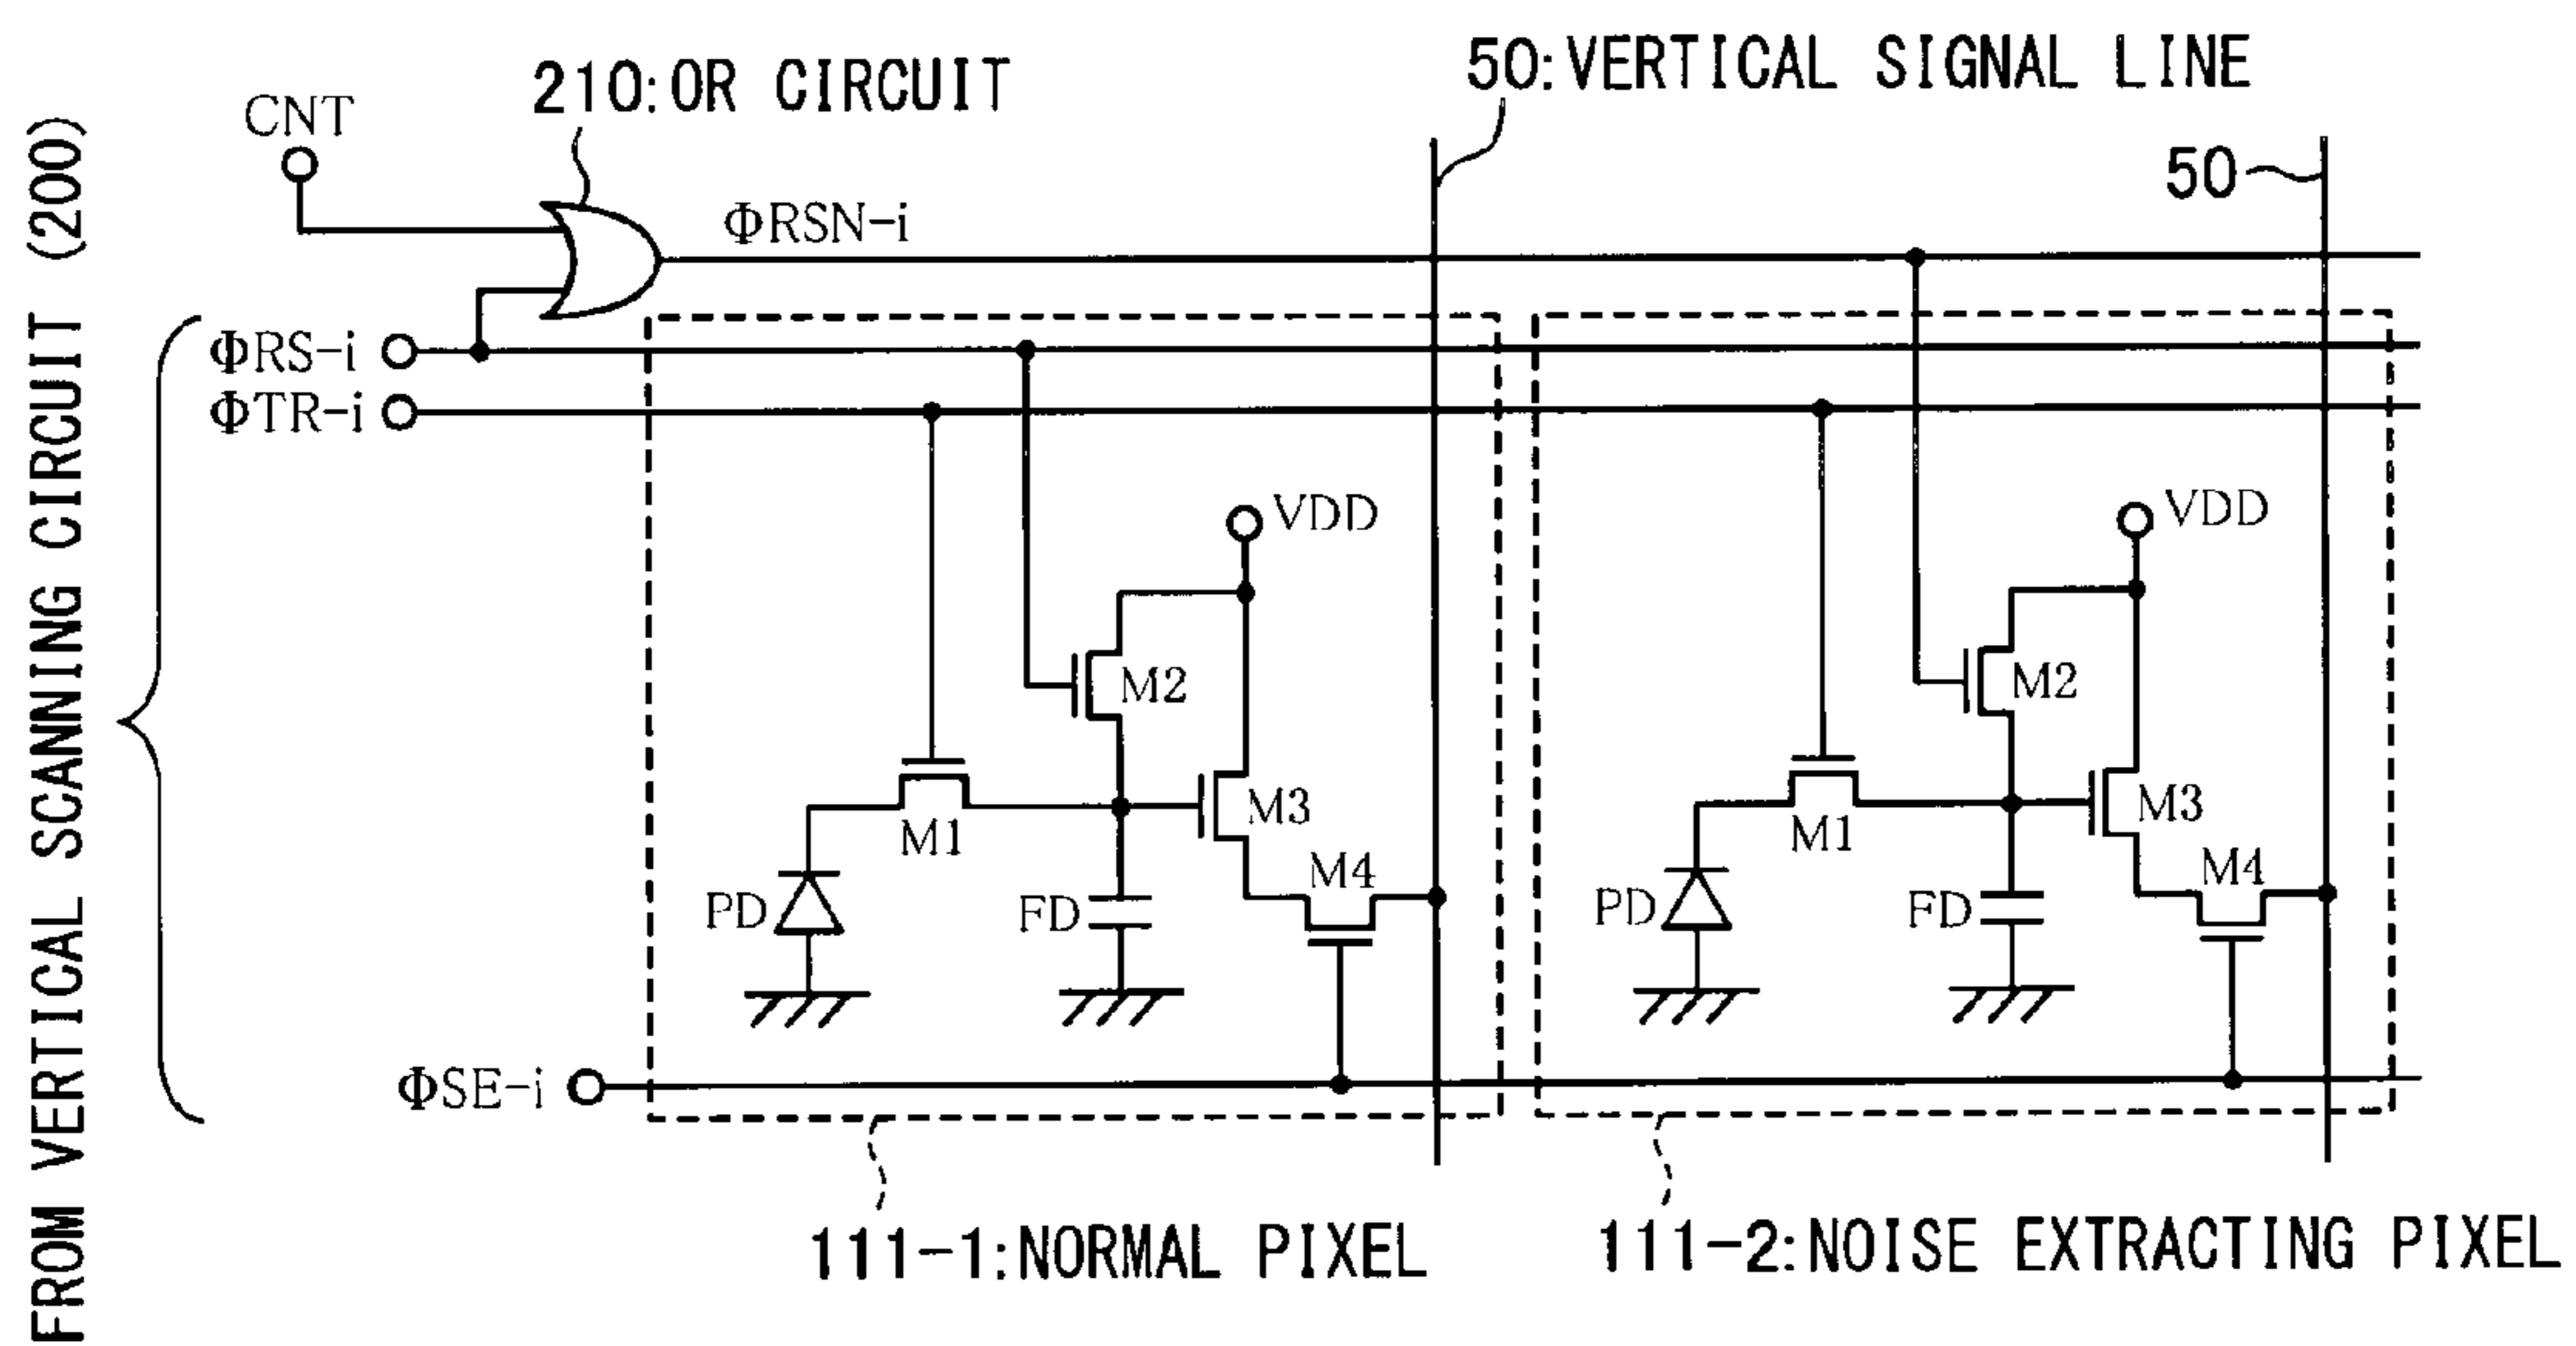 FROM VERTICAL SCANNING CIRCUIT (200)
CNT
210:OR CIRCUIT
50:VERTICAL SIGNAL LINE
50
ΦRSN-i
ΦRS-i
ΦTR-i
VDD
VDD
M2
M2
M3
M3
M1
M1
M4
M4
PD
FD
PD
FD
ΦSE-i
111-1:NORMAL PIXEL
111-2:NOISE EXTRACTING PIXEL